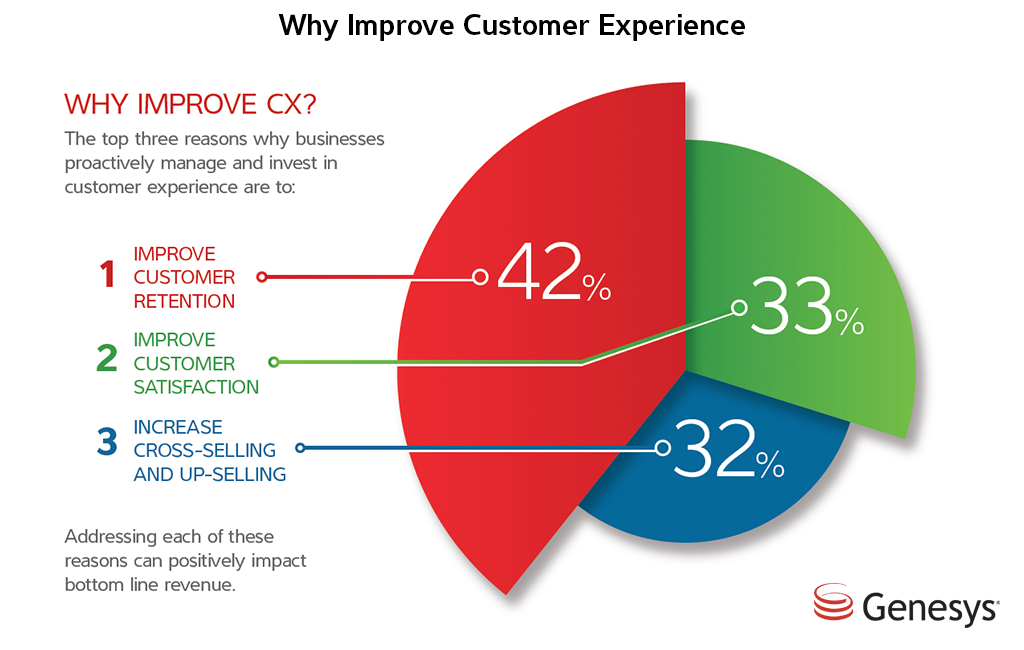 Why Improve Customer Experience
WHY IMPROVE CX?
The top three reasons why businesses
proactively manage and invest in
customer experience are to:
1 IMPROVE
CUSTOMER
RETENTION
42%
2 IMPROVE
CUSTOMER
SATISFACTION
33%
3 INCREASE
CROSS-SELLING
AND UP-SELLING
32%
Addressing each of these
reasons can positively impact
bottom line revenue.
Genesys®